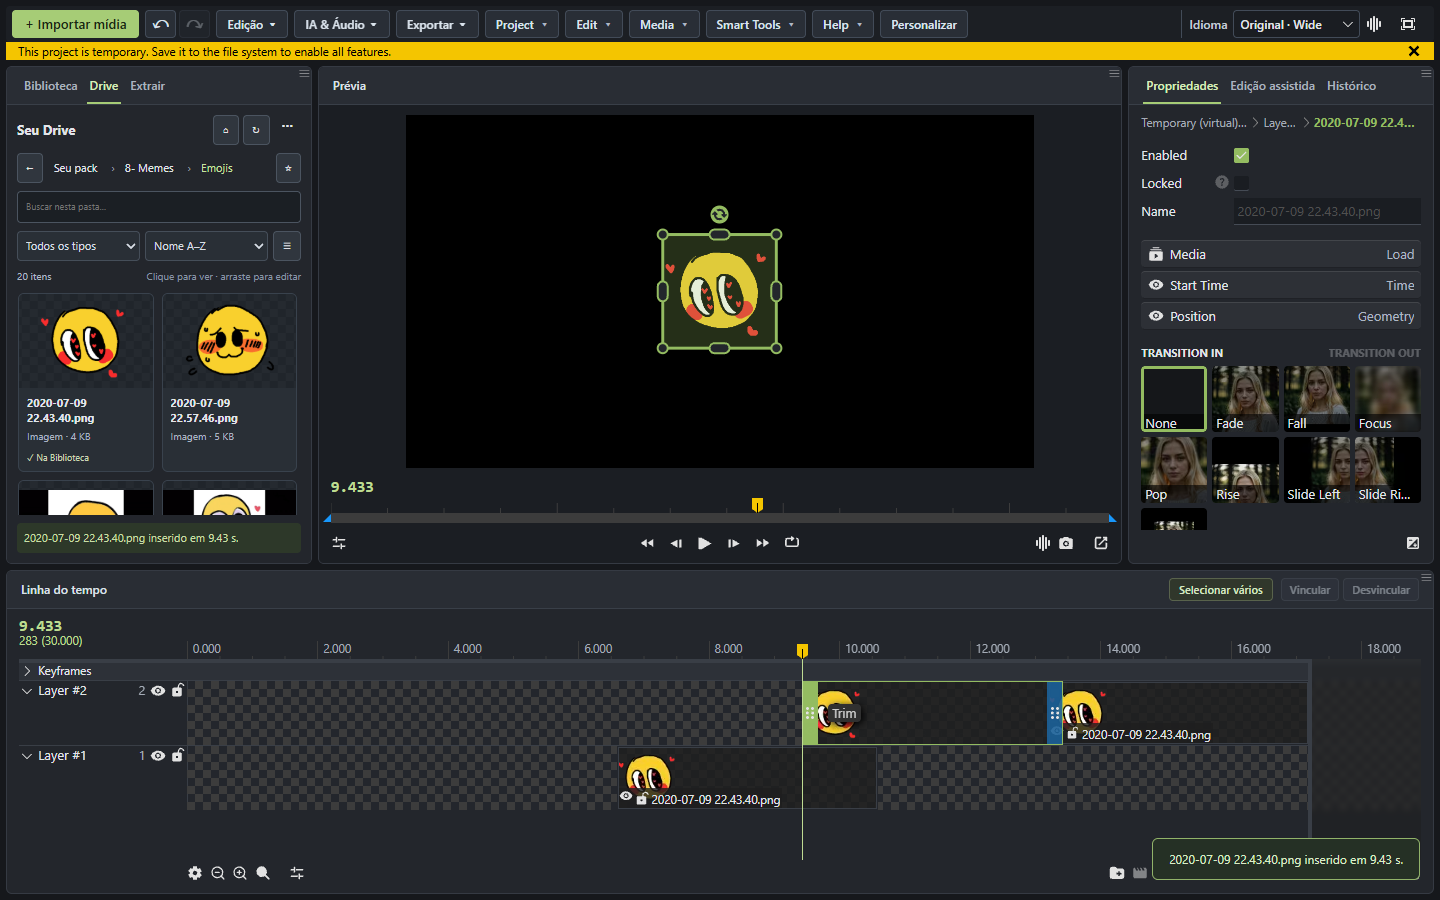 + Importar mídia
Edição
IA & Áudio
Exportar
Project
Edit
Media
Smart Tools
Help
Personalizar
Idioma
Original · Wide
This project is temporary. Save it to the file system to enable all features.
Biblioteca
Drive
Extrair
Seu Drive
Seu pack › 8- Memes › Emojis
Buscar nesta pasta...
Todos os tipos
Nome A–Z
20 itens
Clique para ver · arraste para editar
2020-07-09
22.43.40.png
Imagem · 4 KB
✓ Na Biblioteca
2020-07-09
22.57.46.png
Imagem · 5 KB
2020-07-09 22.43.40.png inserido em 9.43 s.
Prévia
9.433
Propriedades
Edição assistida
Histórico
Temporary (virtual)...
Laye...
2020-07-09 22.4...
Enabled
Locked
Name
2020-07-09 22.43.40.png
Media
Load
Start Time
Time
Position
Geometry
TRANSITION IN
TRANSITION OUT
None
Fade
Fall
Focus
Pop
Rise
Slide Left
Slide Ri...
Linha do tempo
Selecionar vários
Vincular
Desvincular
9.433
283 (30.000)
0.000
2.000
4.000
6.000
8.000
10.000
12.000
14.000
16.000
18.000
Keyframes
Layer #2
2
Trim
2020-07-09 22.43.40.png
Layer #1
1
2020-07-09 22.43.40.png
2020-07-09 22.43.40.png inserido em 9.43 s.